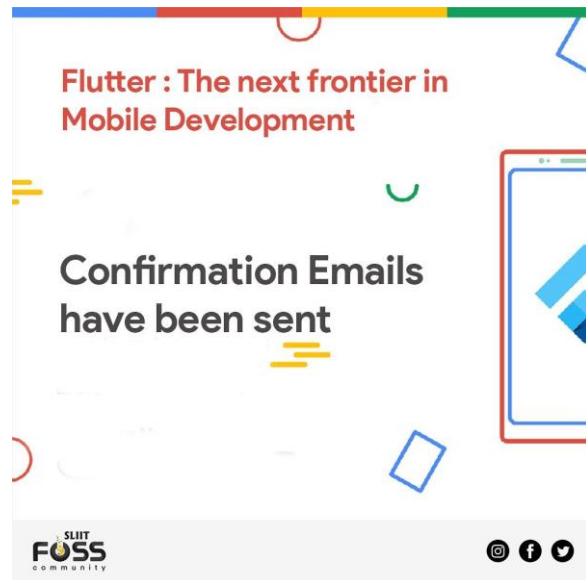 Flutter : The next frontier in
Mobile Development
Confirmation Emails
have been sent
SLIIT
FOSS
community